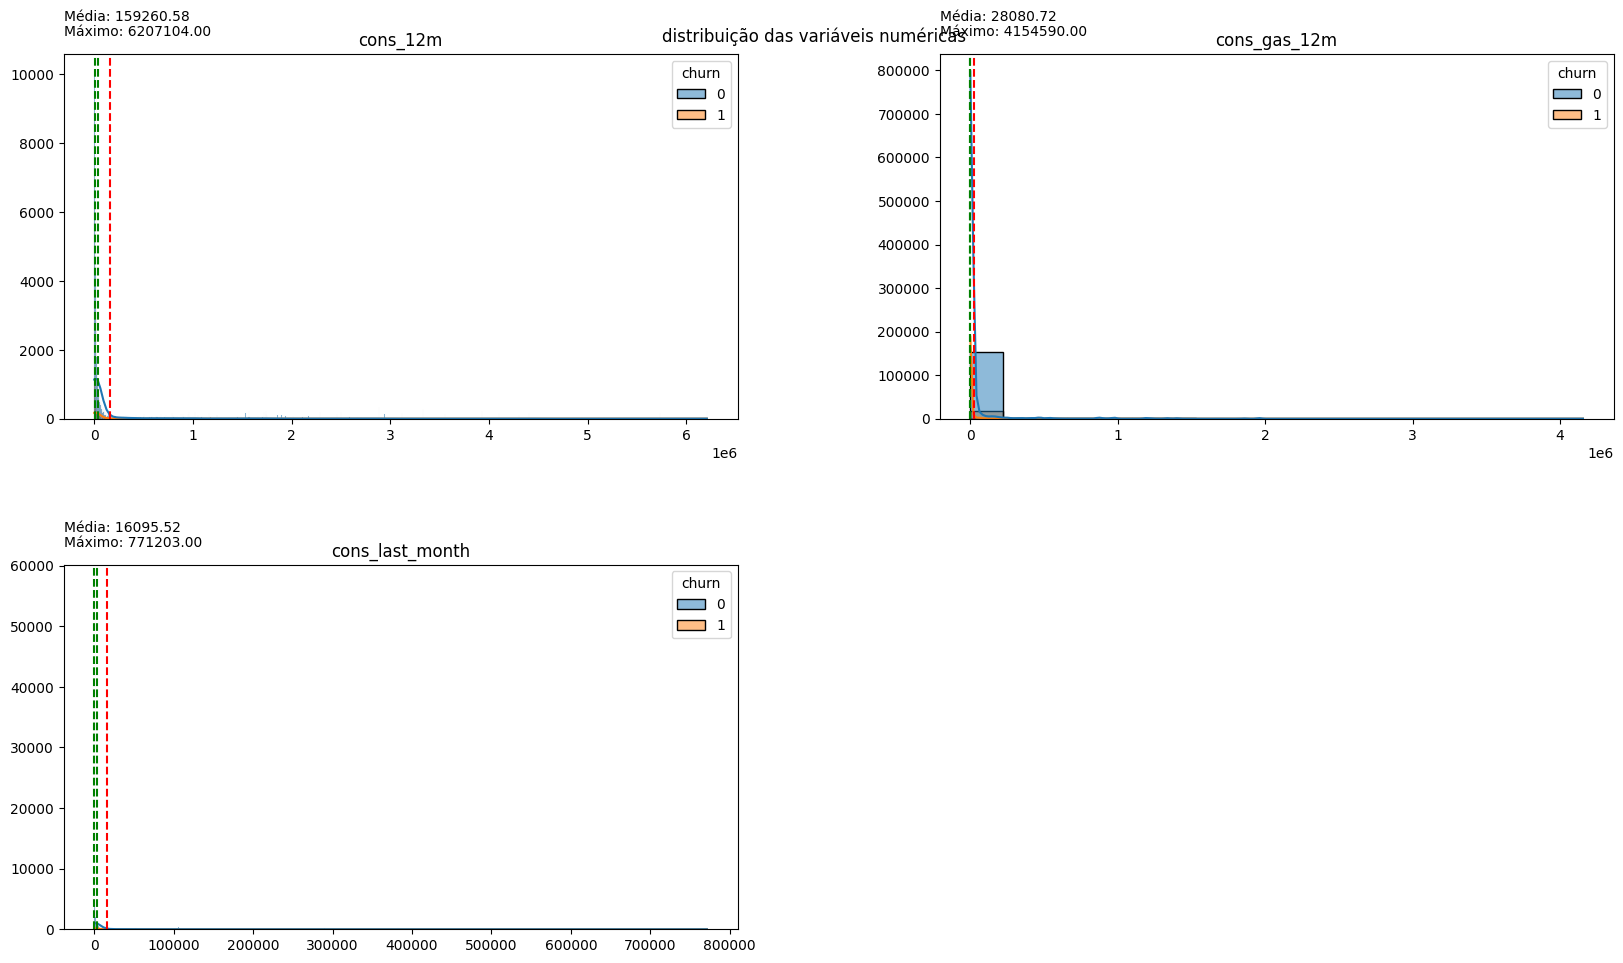 distribuição das variáveis numéricas
Média: 159260.58
Máximo: 6207104.00
cons_12m
10000
8000
6000
4000
2000
0
0 1 2 3 4 5 6
1e6
churn
0
1
Média: 28080.72
Máximo: 4154590.00
cons_gas_12m
800000
700000
600000
500000
400000
300000
200000
100000
0
0 1 2 3 4
1e6
churn
0
1
Média: 16095.52
Máximo: 771203.00
cons_last_month
60000
50000
40000
30000
20000
10000
0
0 100000 200000 300000 400000 500000 600000 700000 800000
churn
0
1